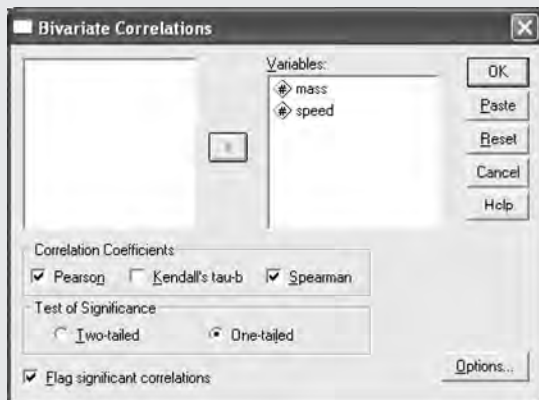 Bivariate Correlations
Variables:
mass
speed
OK
Paste
Reset
Cancel
Help
Correlation Coefficients
Pearson Kendall's tau-b Spearman
Test of Significance
Two-tailed One-tailed
Flag significant correlations
Options...